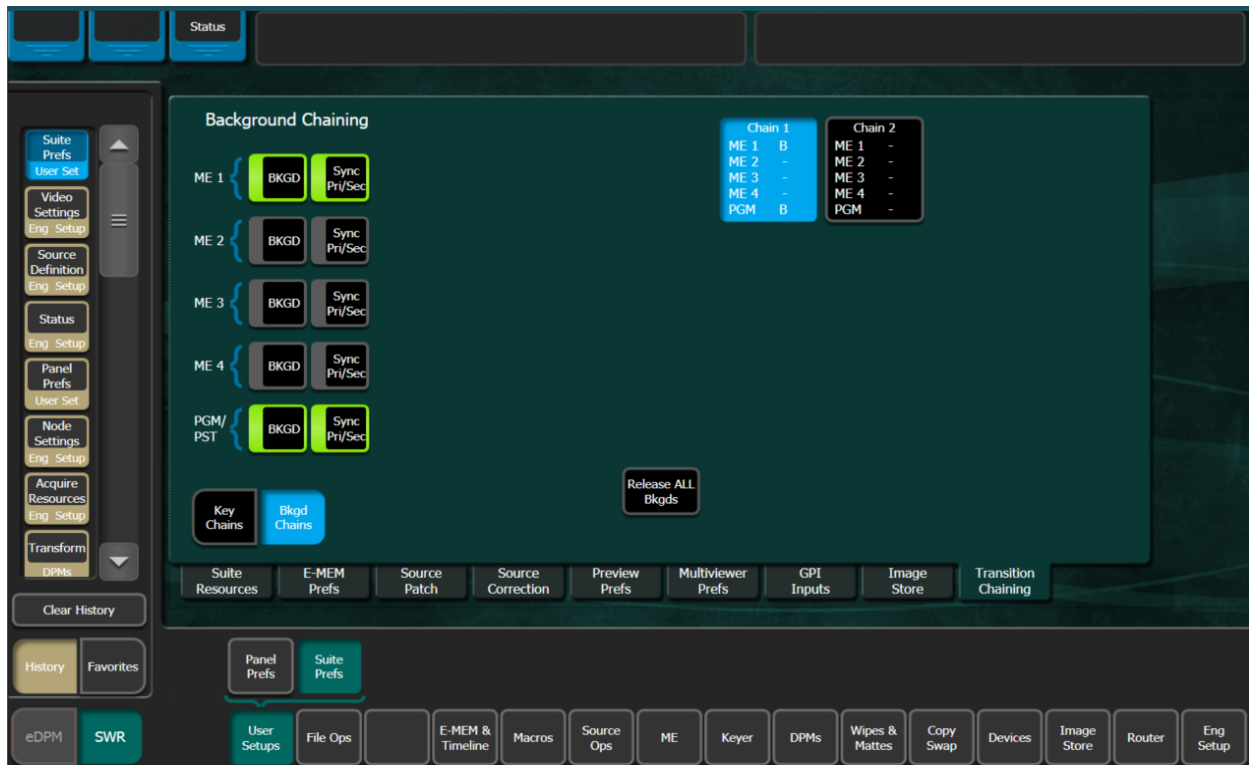 Status
Suite
Prefs
User Set
Video
Settings
Eng Setup
Source
Definition
Eng Setup
Status
Eng Setup
Panel
Prefs
User Set
Node
Settings
Eng Setup
Acquire
Resources
Eng Setup
Transform
DPMs
Clear History
History
Favorites
eDPM
SWR
Background Chaining
ME 1
BKGD
Sync
Pri/Sec
ME 2
BKGD
Sync
Pri/Sec
ME 3
BKGD
Sync
Pri/Sec
ME 4
BKGD
Sync
Pri/Sec
PGM/
PST
BKGD
Sync
Pri/Sec
Chain 1
ME 1 B
ME 2 -
ME 3 -
ME 4 -
PGM B
Chain 2
ME 1 -
ME 2 -
ME 3 -
ME 4 -
PGM -
Key
Chains
Bkgd
Chains
Release ALL
Bkgds
Suite
Resources
E-MEM
Prefs
Source
Patch
Source
Correction
Preview
Prefs
Multiviewer
Prefs
GPI
Inputs
Image
Store
Transition
Chaining
Panel
Prefs
Suite
Prefs
User
Setups
File Ops
E-MEM &
Timeline
Macros
Source
Ops
ME
Keyer
DPMs
Wipes &
Mattes
Copy
Swap
Devices
Image
Store
Router
Eng
Setup